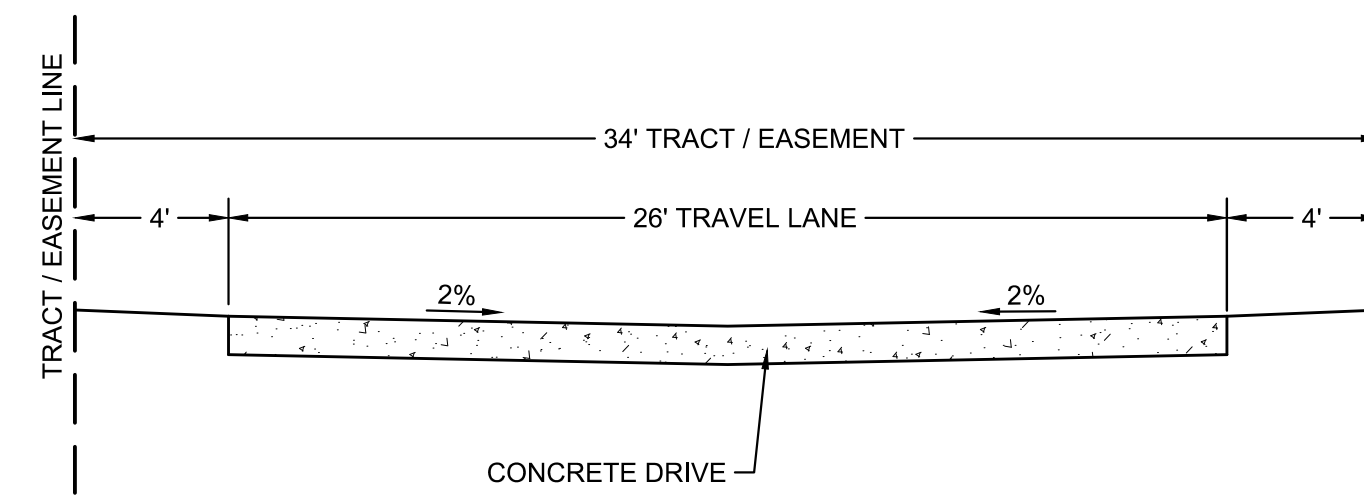 TRACT / EASEMENT LINE
34' TRACT / EASEMENT
4'
26' TRAVEL LANE
4'
2%
2%
CONCRETE DRIVE